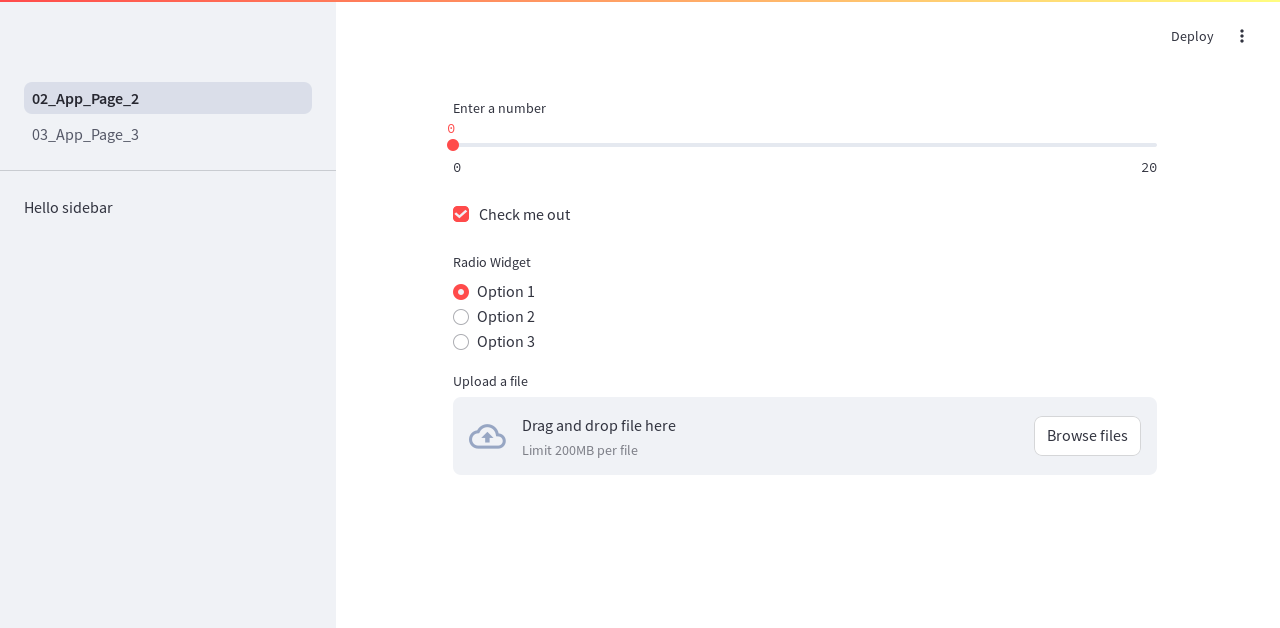 Deploy
02_App_Page_2
03_App_Page_3
Hello sidebar
Enter a number
0
0 20
Check me out
Radio Widget
Option 1
Option 2
Option 3
Upload a file
Drag and drop file here
Limit 200MB per file
Browse files